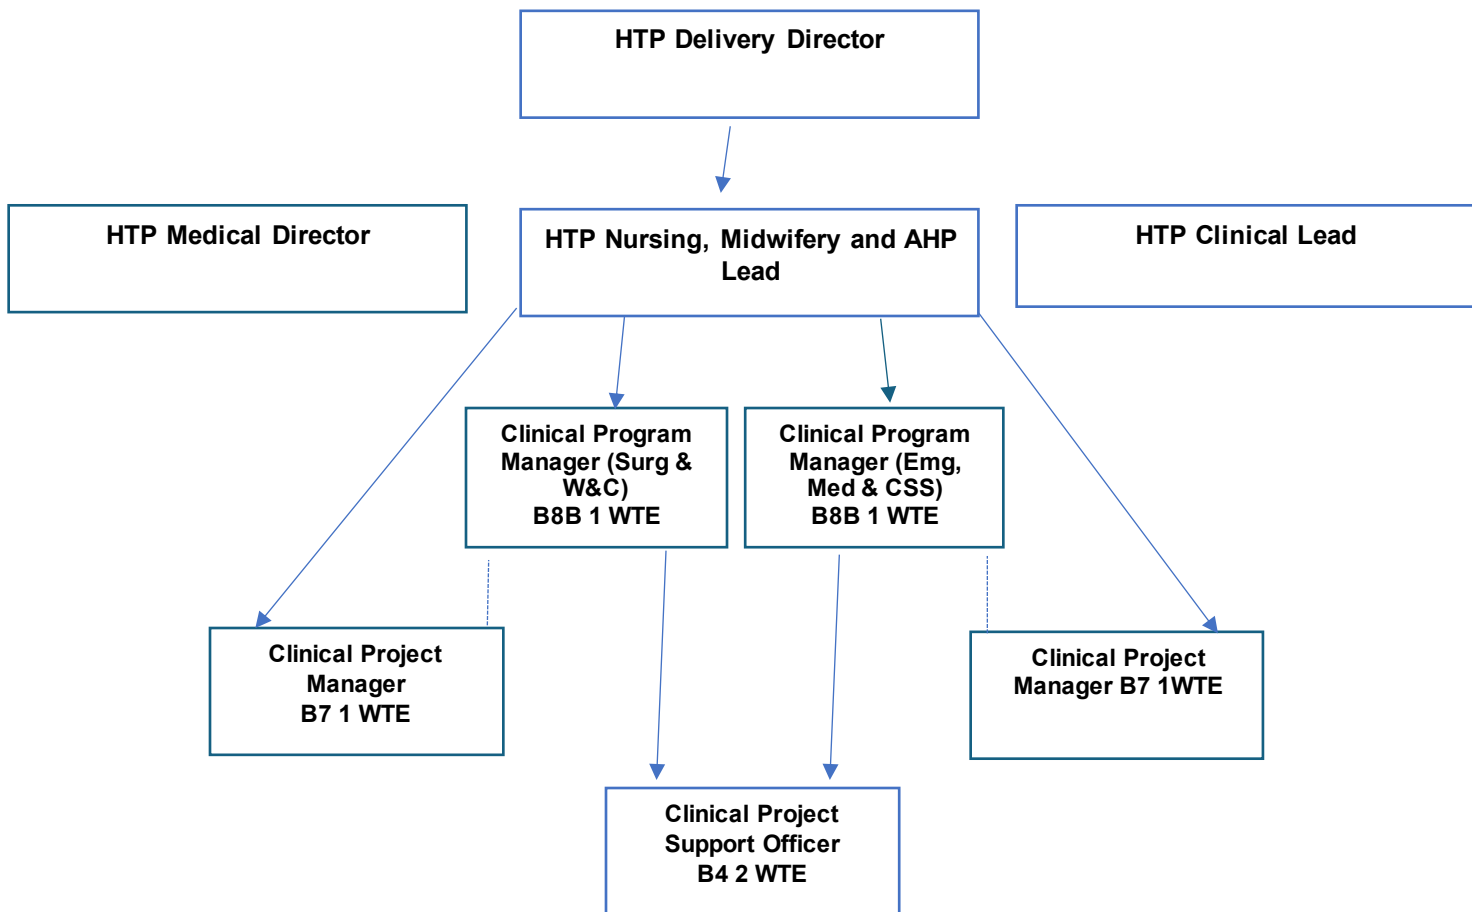 HTP Delivery Director
HTP Medical Director
HTP Nursing, Midwifery and AHP
Lead
HTP Clinical Lead
Clinical Program
Manager (Surg &
W&C)
B8B 1 WTE
Clinical Program
Manager (Emg,
Med & CSS)
B8B 1 WTE
Clinical Project
Manager
B7 1 WTE
Clinical Project
Manager B7 1WTE
Clinical Project
Support Officer
B4 2 WTE